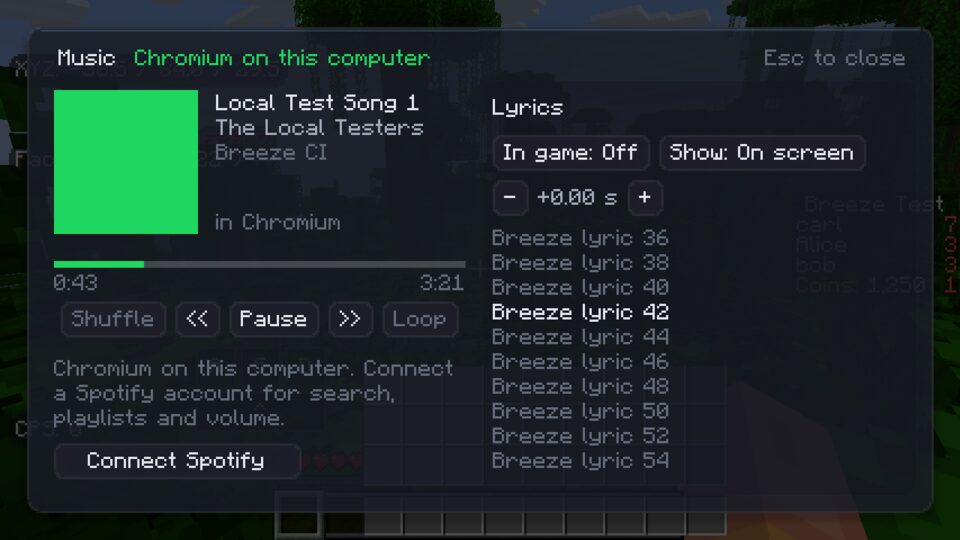 Music Chromium on this computer
Esc to close
Local Test Song 1
The Local Testers
Breeze CI
in Chromium
0:43
3:21
Shuffle
<<
Pause
>>
Loop
Chromium on this computer. Connect
a Spotify account for search,
playlists and volume.
Connect Spotify
Lyrics
In game: Off
Show: On screen
- +0.00 s +
Breeze lyric 36
Breeze lyric 38
Breeze lyric 40
Breeze lyric 42
Breeze lyric 44
Breeze lyric 46
Breeze lyric 48
Breeze lyric 50
Breeze lyric 52
Breeze lyric 54
Breeze Test
carl 7
Alice 3
bob 3
Coins: 1,250 1